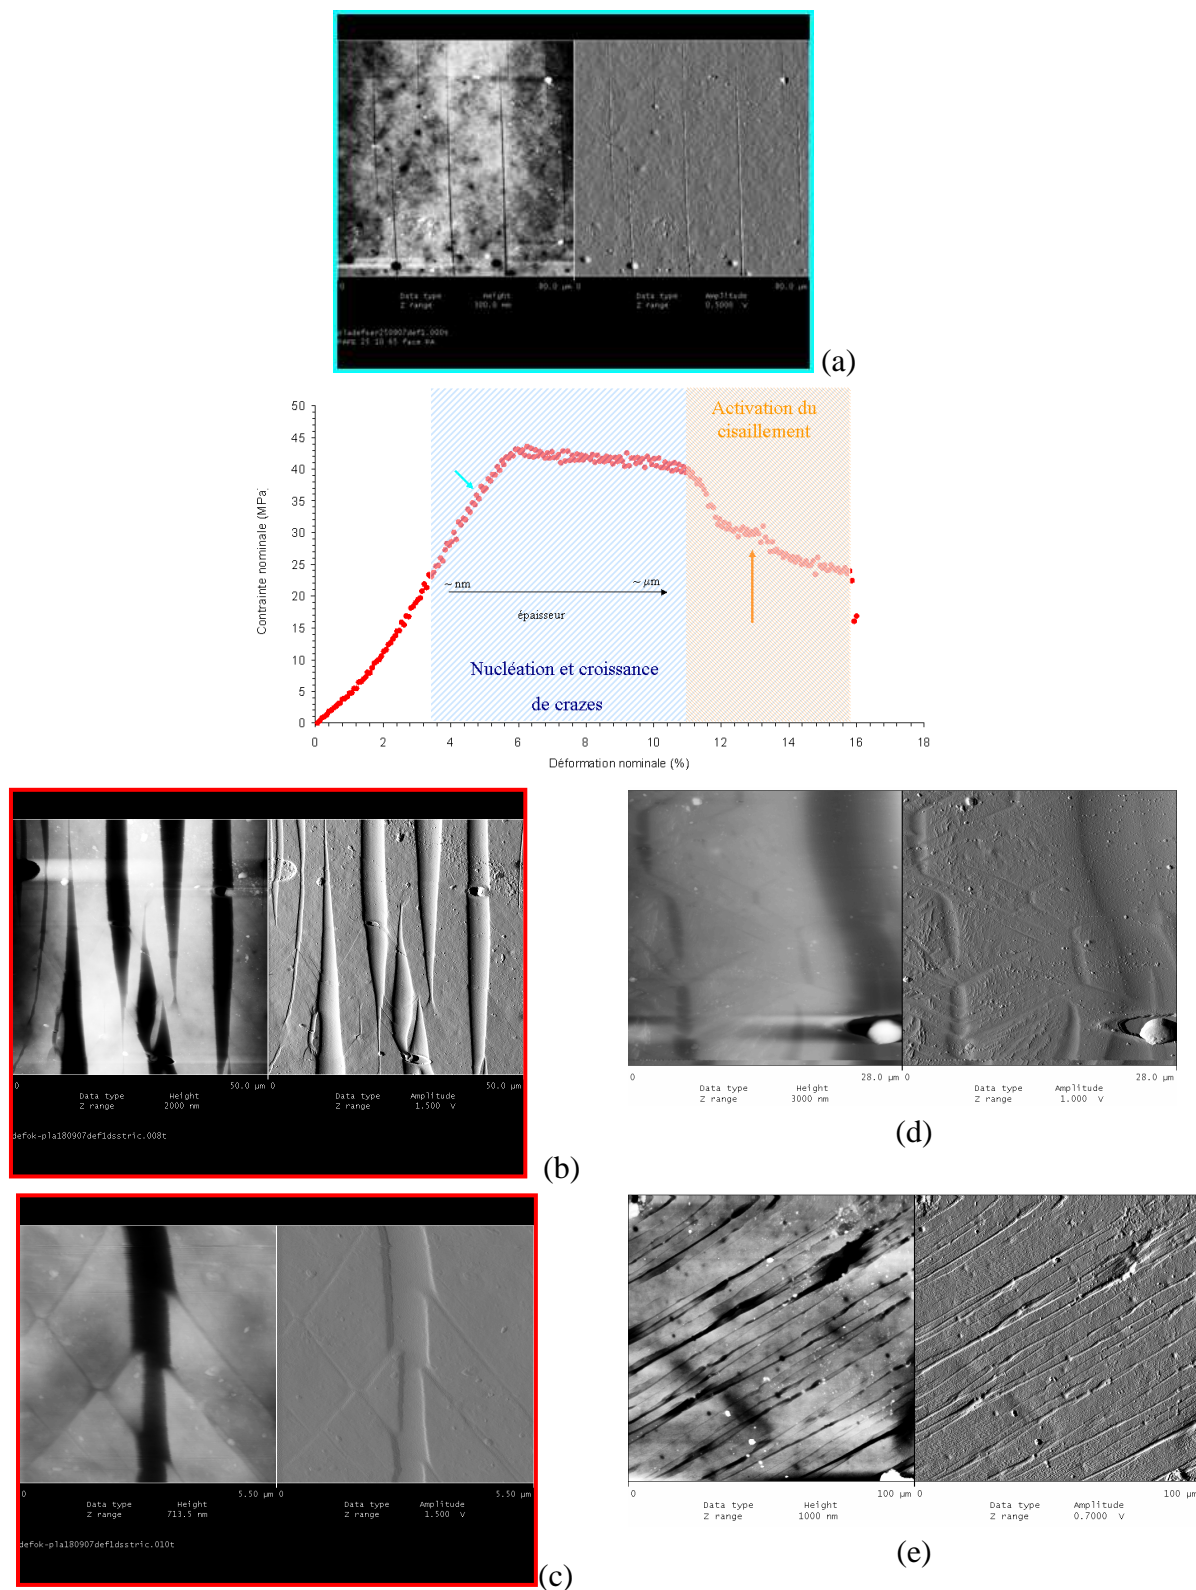 0 80.0 µm 0 80.0 µm
Data type Height Data type Amplitude
Z range 300.0 nm Z range 0.5000 V
(a)
50
45
40
35
30
25
20
15
10
5
0
Contrainte nominale (MPa)
Activation du
cisaillement
~ nm ~ µm
épaisseur
Nucléation et croissance
de crazes
0 2 4 6 8 10 12 14 16 18
Déformation nominale (%)
0 50.0 µm 0 50.0 µm
Data type Height Data type Amplitude
Z range 2000 nm Z range 1.500 V
defok-pla180907def1dsstric.008t
(b)
0 28.0 µm 0 28.0 µm
Data type Height Data type Amplitude
Z range 3000 nm Z range 1.000 V
(d)
0 5.50 µm 0 5.50 µm
Data type Height Data type Amplitude
Z range 713.5 nm Z range 1.500 V
defok-pla180907def1dsstric.010t
(c)
0 100 µm 0 100 µm
Data type Height Data type Amplitude
Z range 1000 nm Z range 0.7000 V
(e)